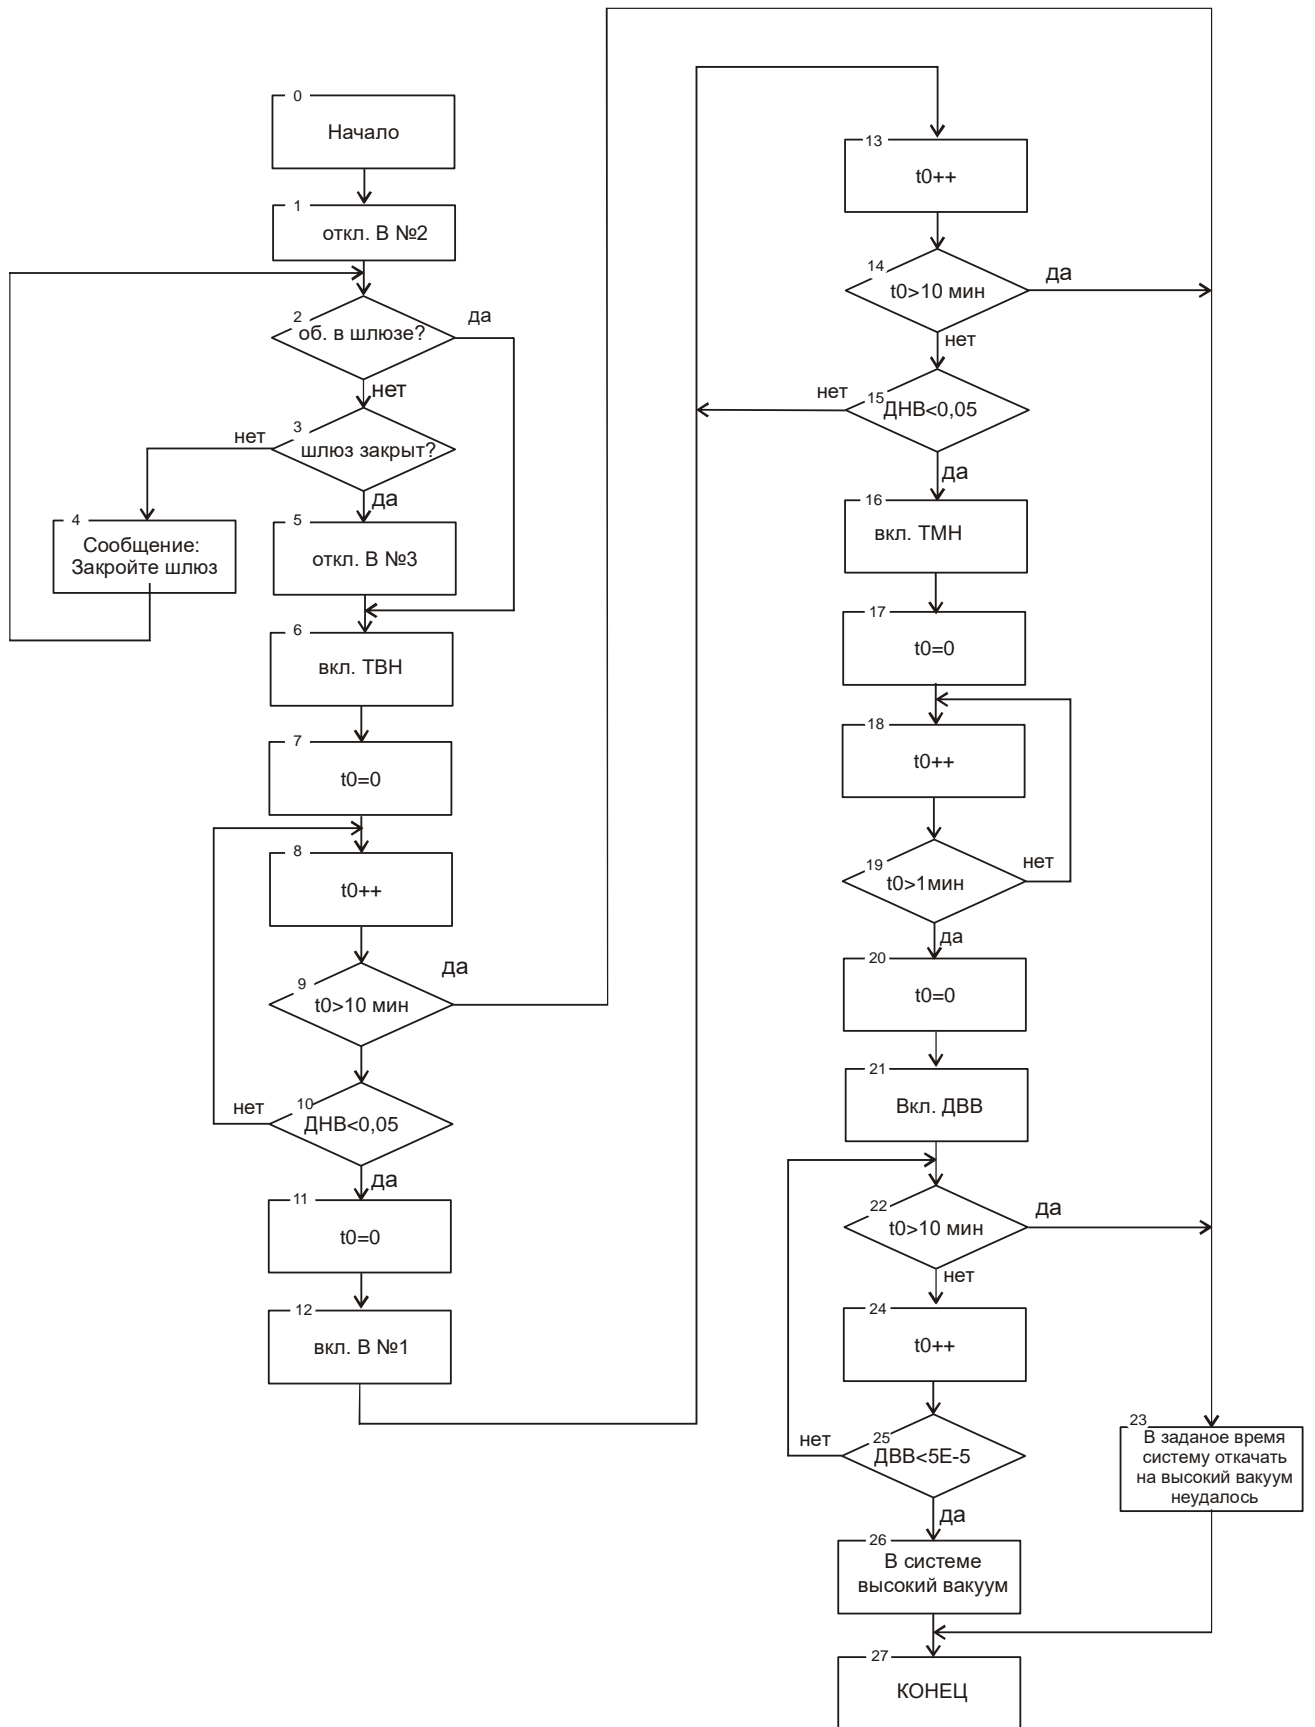 0
Начало
1
откл. В №2
2
об. в шлюзе?
да
нет
3
шлюз закрыт?
нет
да
4
Сообщение:
Закройте шлюз
5
откл. В №3
6
вкл. ТВН
7
t0=0
8
t0++
9
t0>10 мин
да
10
ДНВ<0,05
нет
да
11
t0=0
12
вкл. В №1
13
t0++
14
t0>10 мин
да
нет
15
ДНВ<0,05
нет
да
16
вкл. ТМН
17
t0=0
18
t0++
19
t0>1мин
нет
да
20
t0=0
21
Вкл. ДВВ
22
t0>10 мин
да
нет
24
t0++
25
ДВВ<5Е-5
нет
да
23
В заданое время
систему откачать
на высокий вакуум
неудалось
26
В системе
высокий вакуум
27
КОНЕЦ